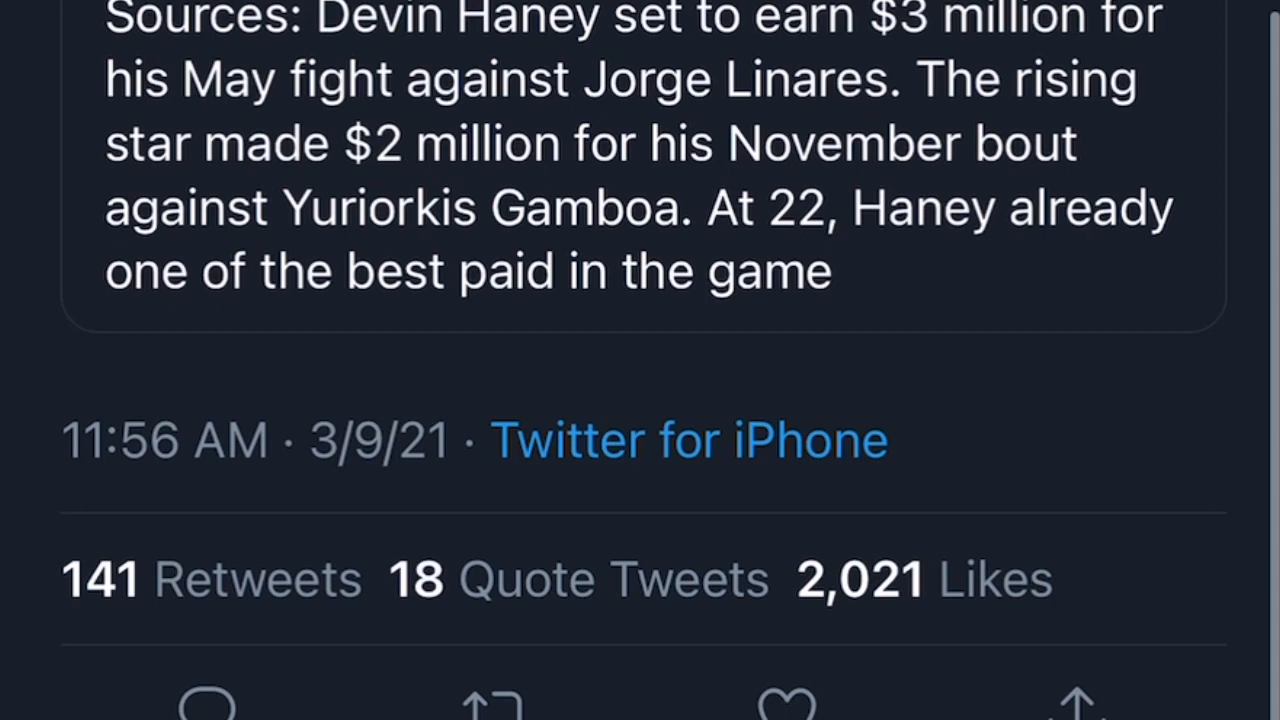 Sources: Devin Haney set to earn $3 million for
his May fight against Jorge Linares. The rising
star made $2 million for his November bout
against Yuriorkis Gamboa. At 22, Haney already
one of the best paid in the game
11:56 AM · 3/9/21 · Twitter for iPhone
141 Retweets 18 Quote Tweets 2,021 Likes